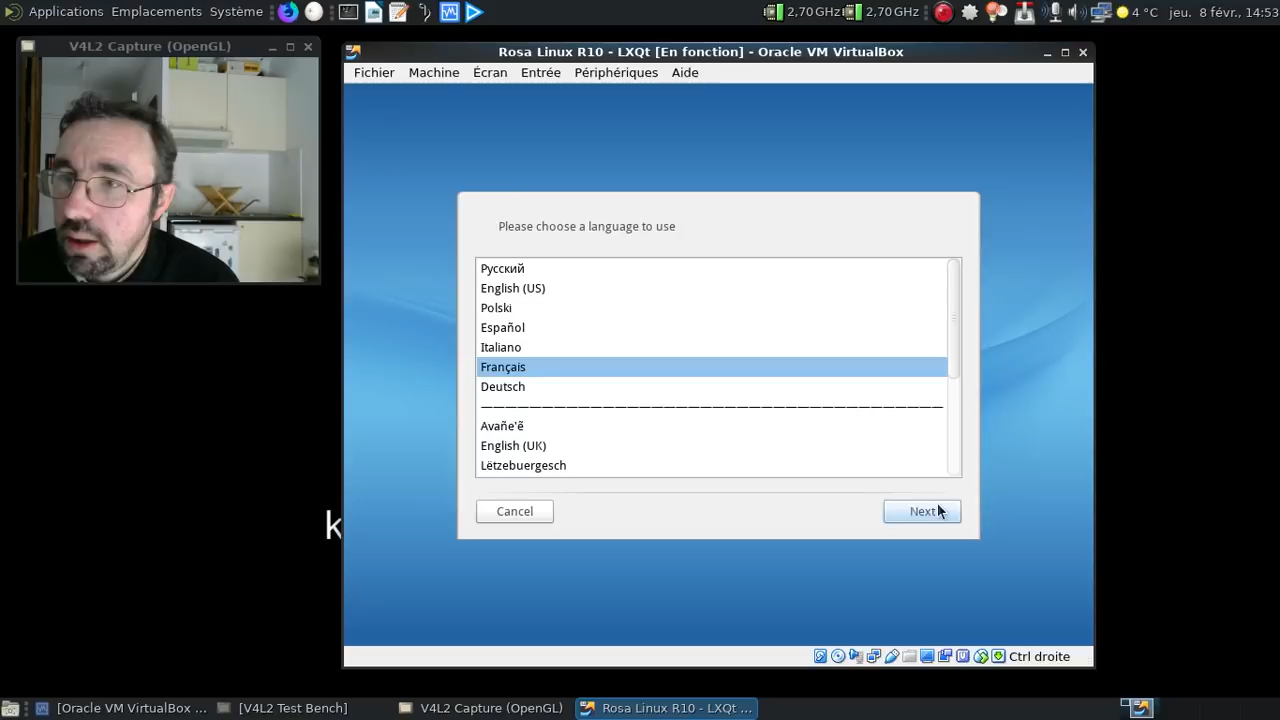 Applications Emplacements Système 2,70 GHz 2,70 GHz 4 °C jeu. 8 févr., 14:53
V4L2 Capture (OpenGL)
Rosa Linux R10 - LXQt [En fonction] - Oracle VM VirtualBox
Fichier Machine Écran Entrée Périphériques Aide
Please choose a language to use
Русский
English (US)
Polski
Español
Italiano
Français
Deutsch
Avañe'ẽ
English (UK)
Lëtzebuergesch
Cancel Next
k
Ctrl droite
[Oracle VM VirtualBox ... [V4L2 Test Bench] V4L2 Capture (OpenGL) Rosa Linux R10 - LXQt ...